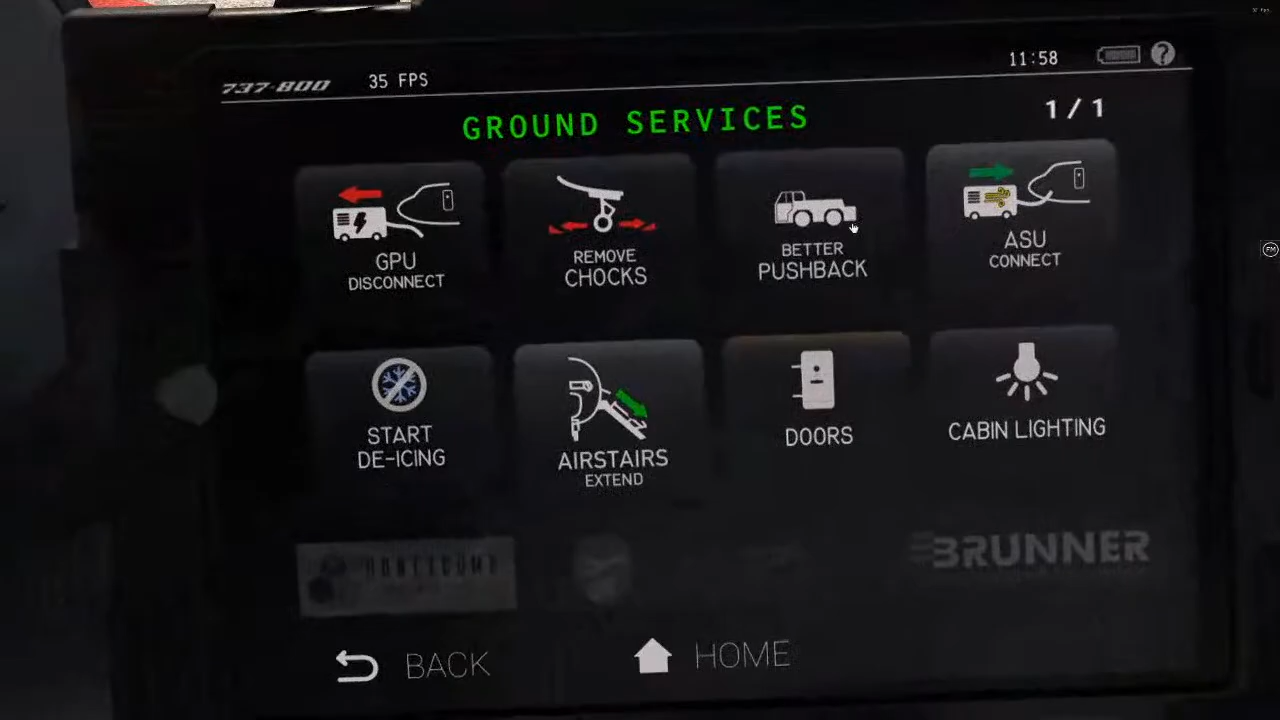 737-800 35 FPS 11:58 ?
GROUND SERVICES 1/1
GPU
DISCONNECT
REMOVE
CHOCKS
BETTER
PUSHBACK
ASU
CONNECT
START
DE-ICING
AIRSTAIRS
EXTEND
DOORS
CABIN LIGHTING
HONEYCOMB
BRUNNER
BACK HOME